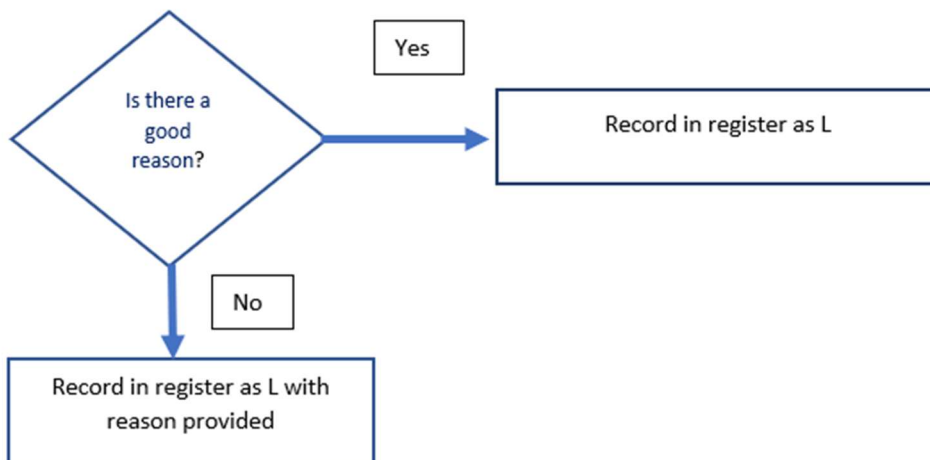 Yes
Is there a
good
reason?
Record in register as L
No
Record in register as L with
reason provided